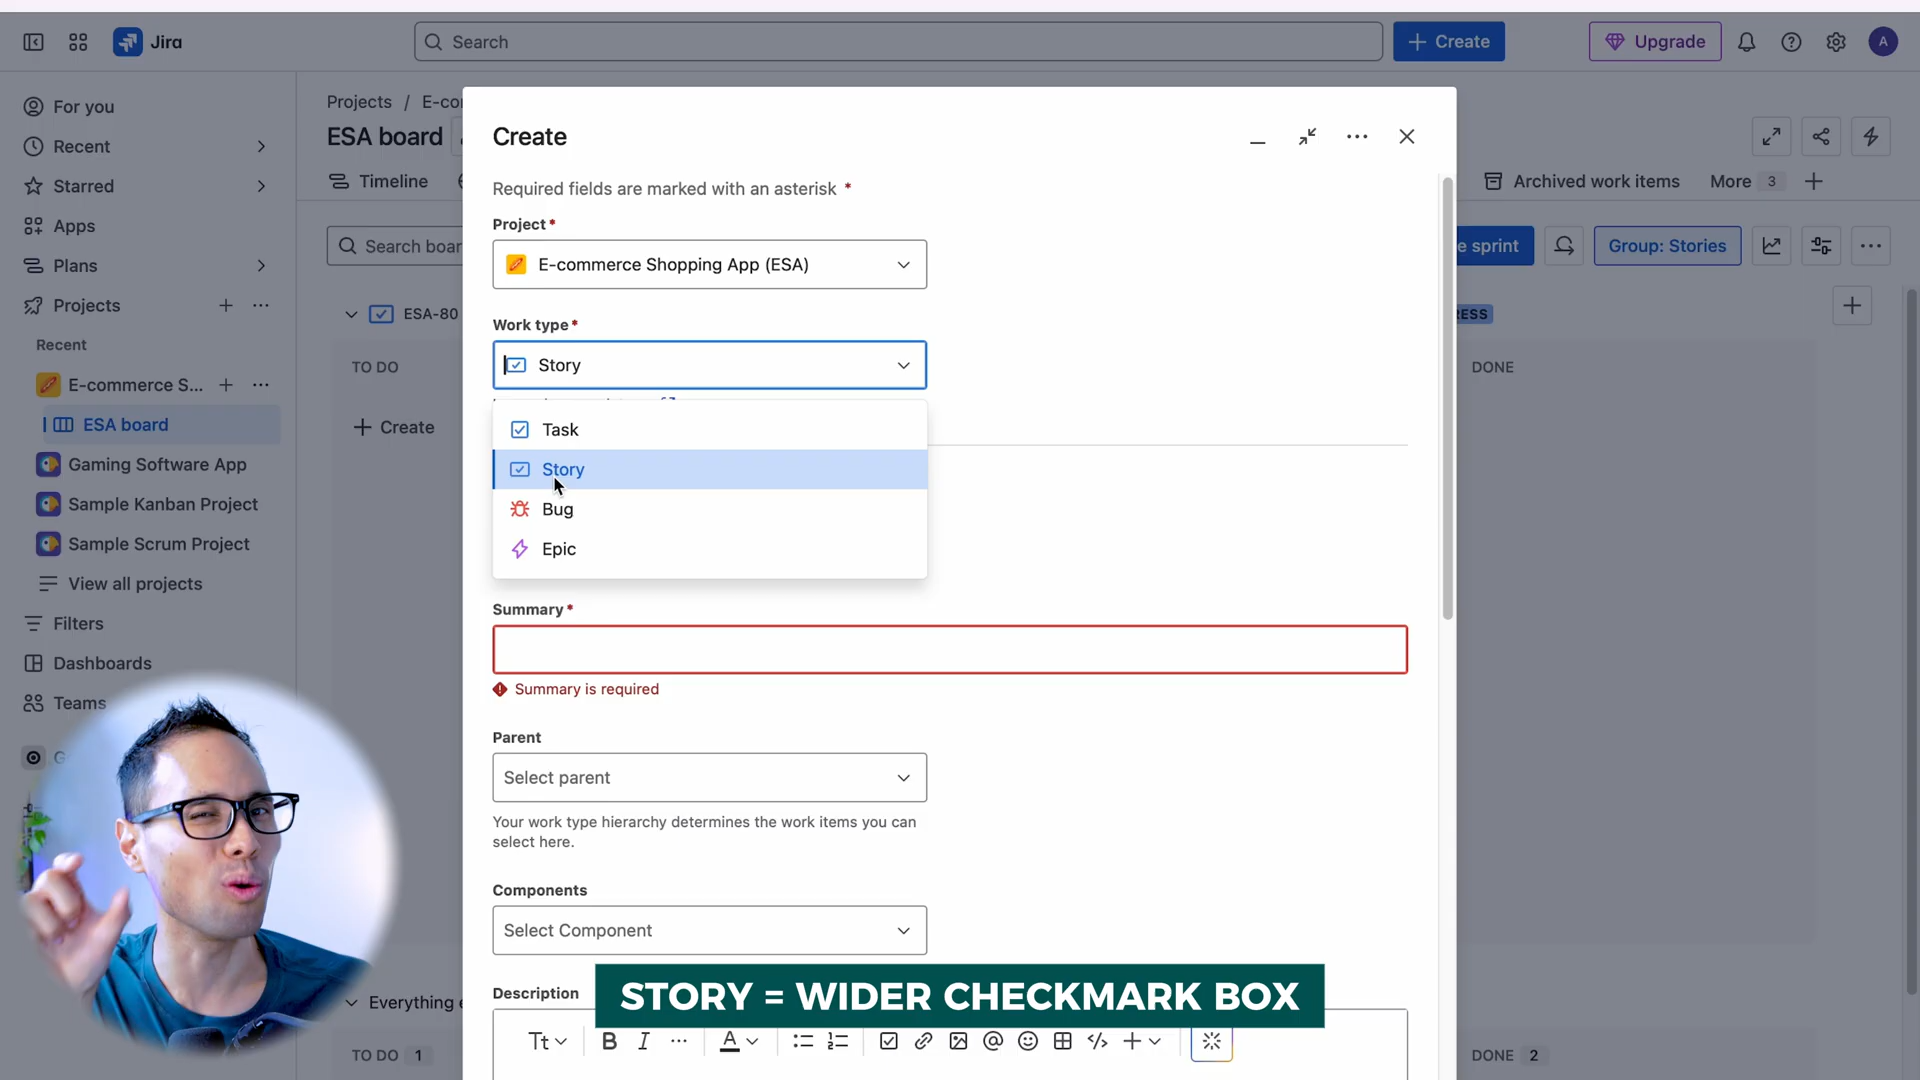 Jira
Search
Create
Upgrade
A
For you
Recent
Starred
Apps
Plans
Projects
Recent
E-commerce S...
ESA board
Gaming Software App
Sample Kanban Project
Sample Scrum Project
View all projects
Filters
Dashboards
Teams
Projects /
ESA board
Timeline
Archived work items
More 3
Search
sprint
Group: Stories
ESA-80
TO DO
Create
DONE
Everything
TO DO 1
DONE 2
Create
Required fields are marked with an asterisk *
Project *
E-commerce Shopping App (ESA)
Work type *
Story
Task
Story
Bug
Epic
Summary *
Summary is required
Parent
Select parent
Your work type hierarchy determines the work items you can
select here.
Components
Select Component
Description
STORY = WIDER CHECKMARK BOX
Tt B I ... A